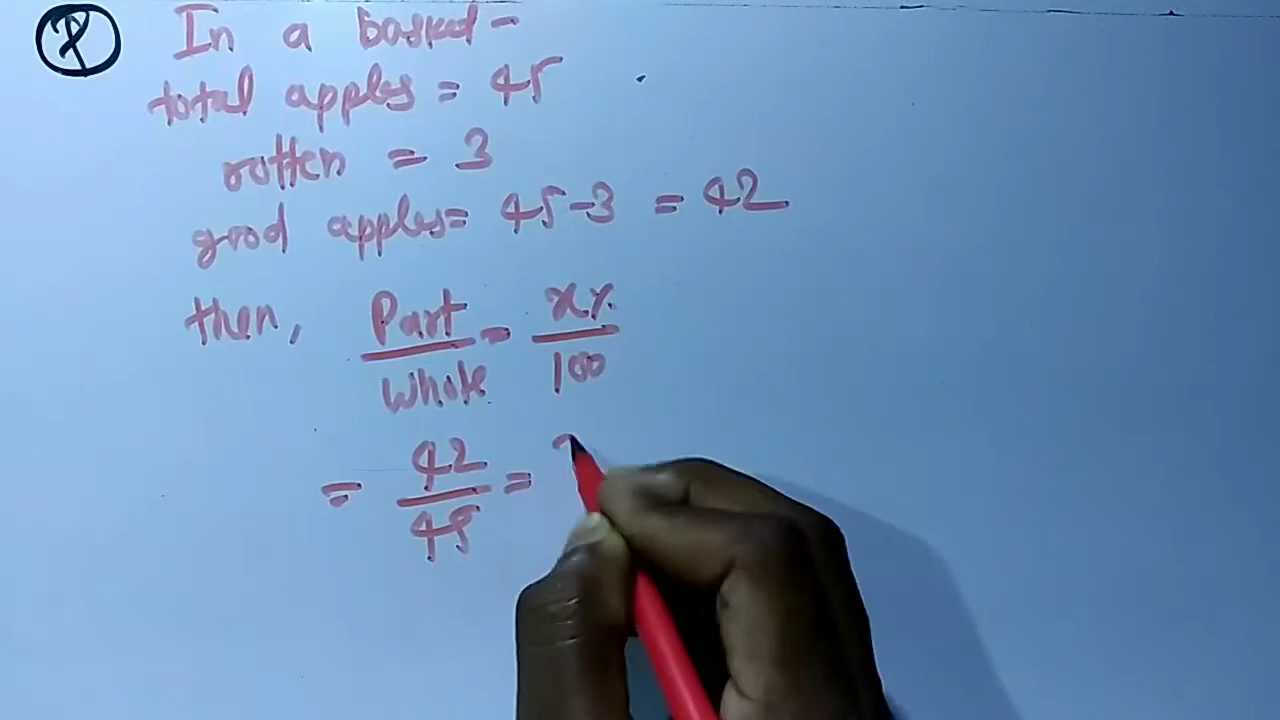 In a basket-
total apples = 45
rotten = 3
good apples= 45-3 = 42
then, Part/Whole = x%/100
= 42/45 =